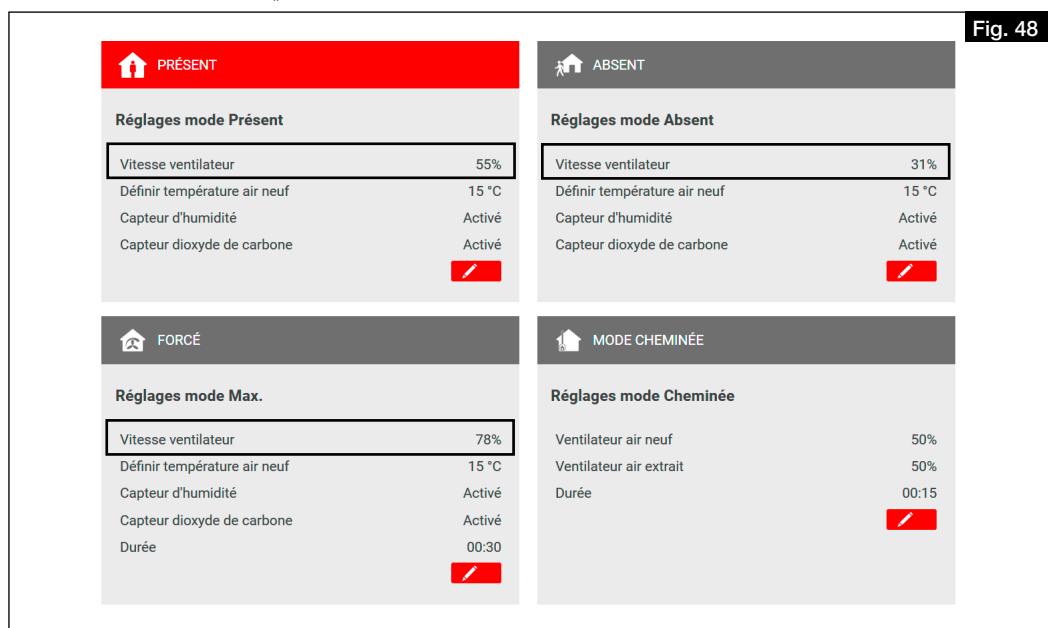 Fig. 48
PRÉSENT
Réglages mode Présent
Vitesse ventilateur 55%
Définir température air neuf 15 °C
Capteur d'humidité Activé
Capteur dioxyde de carbone Activé
ABSENT
Réglages mode Absent
Vitesse ventilateur 31%
Définir température air neuf 15 °C
Capteur d'humidité Activé
Capteur dioxyde de carbone Activé
FORCÉ
Réglages mode Max.
Vitesse ventilateur 78%
Définir température air neuf 15 °C
Capteur d'humidité Activé
Capteur dioxyde de carbone Activé
Durée 00:30
MODE CHEMINÉE
Réglages mode Cheminée
Ventilateur air neuf 50%
Ventilateur air extrait 50%
Durée 00:15